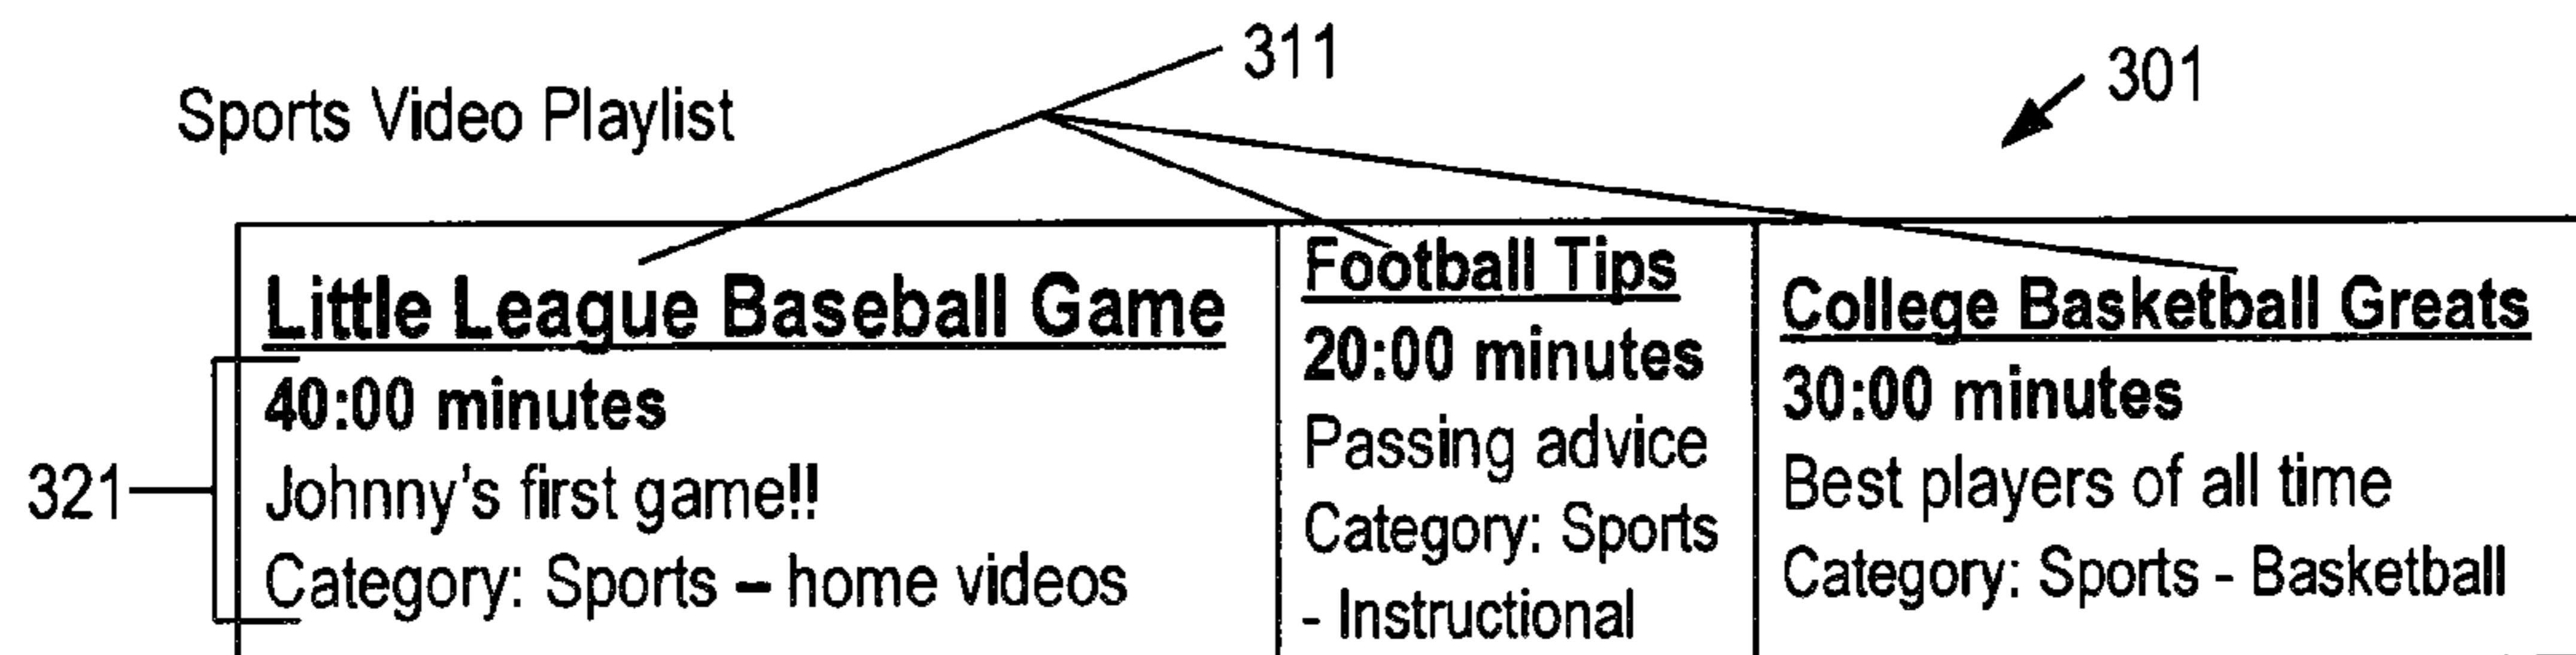 311
301
Sports Video Playlist
Little League Baseball Game
40:00 minutes
Johnny's first game!!
Category: Sports – home videos
321
Football Tips
20:00 minutes
Passing advice
Category: Sports
- Instructional
College Basketball Greats
30:00 minutes
Best players of all time
Category: Sports - Basketball